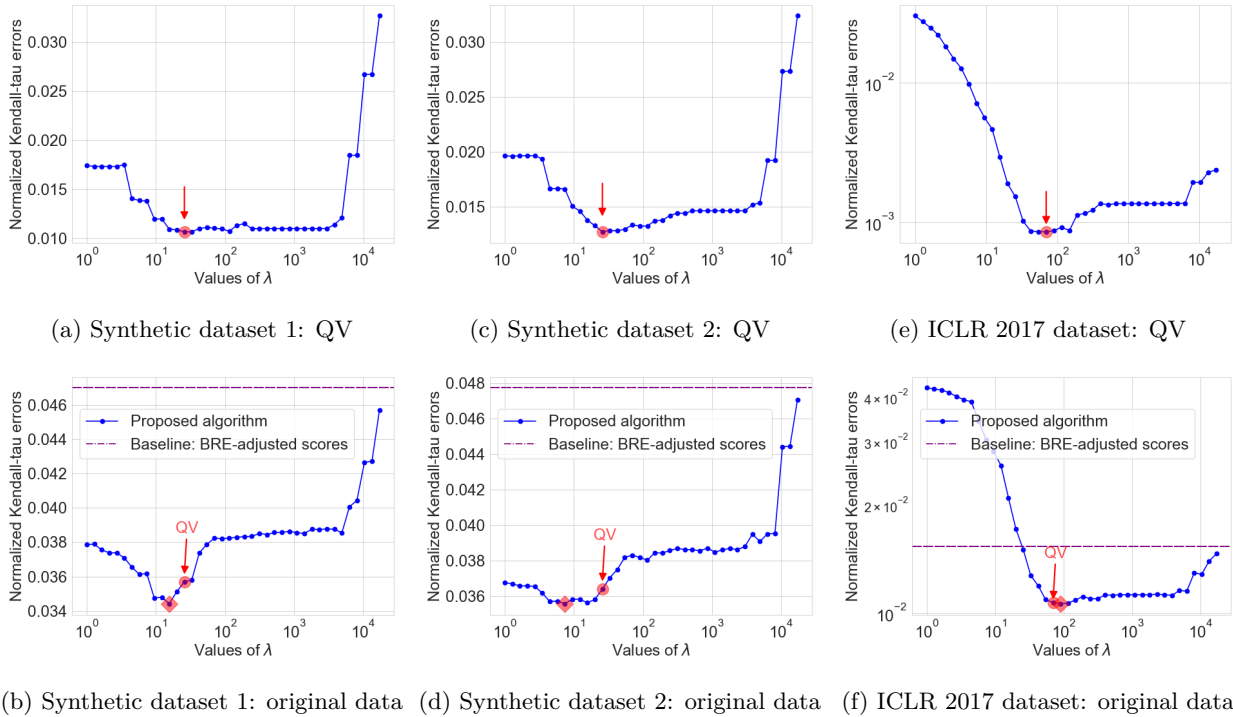 Normalized Kendall-tau errors
0.030
0.025
0.020
0.015
0.010
10^0 10^1 10^2 10^3 10^4
Values of λ
(a) Synthetic dataset 1: QV
Normalized Kendall-tau errors
0.030
0.025
0.020
0.015
10^0 10^1 10^2 10^3 10^4
Values of λ
(c) Synthetic dataset 2: QV
Normalized Kendall-tau errors
10^−2
10^−3
10^0 10^1 10^2 10^3 10^4
Values of λ
(e) ICLR 2017 dataset: QV
Normalized Kendall-tau errors
0.046
0.044
0.042
0.040
0.038
0.036
0.034
Proposed algorithm
Baseline: BRE-adjusted scores
QV
10^0 10^1 10^2 10^3 10^4
Values of λ
(b) Synthetic dataset 1: original data
Normalized Kendall-tau errors
0.048
0.046
0.044
0.042
0.040
0.038
0.036
Proposed algorithm
Baseline: BRE-adjusted scores
QV
10^0 10^1 10^2 10^3 10^4
Values of λ
(d) Synthetic dataset 2: original data
Normalized Kendall-tau errors
4 × 10^−2
3 × 10^−2
2 × 10^−2
10^−2
Proposed algorithm
Baseline: BRE-adjusted scores
QV
10^0 10^1 10^2 10^3 10^4
Values of λ
(f) ICLR 2017 dataset: original data